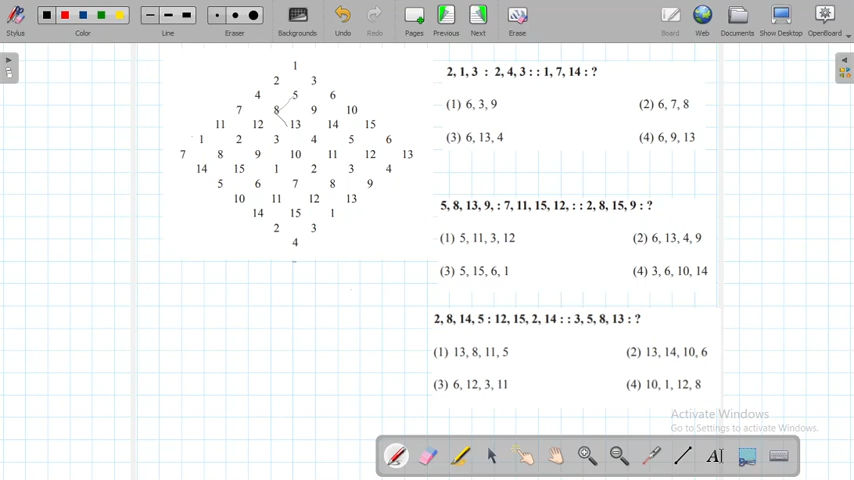 Stylus
Color
Line
Eraser
Backgrounds
Undo
Redo
Pages
Previous
Next
Erase
Board
Web
Documents
Show Desktop
OpenBoard
1
2 3
4 5 6
7 8 9 10
11 12 13 14 15
1 2 3 4 5 6
7 8 9 10 11 12 13
14 15 1 2 3 4
5 6 7 8 9
10 11 12 13
14 15 1
2 3
4
2, 1, 3 : 2, 4, 3 : : 1, 7, 14 : ?
(1) 6, 3, 9 (2) 6, 7, 8
(3) 6, 13, 4 (4) 6, 9, 13
5, 8, 13, 9, : 7, 11, 15, 12, : : 2, 8, 15, 9 : ?
(1) 5, 11, 3, 12 (2) 6, 13, 4, 9
(3) 5, 15, 6, 1 (4) 3, 6, 10, 14
2, 8, 14, 5 : 12, 15, 2, 14 : : 3, 5, 8, 13 : ?
(1) 13, 8, 11, 5 (2) 13, 14, 10, 6
(3) 6, 12, 3, 11 (4) 10, 1, 12, 8
Activate Windows
Go to Settings to activate Windows.